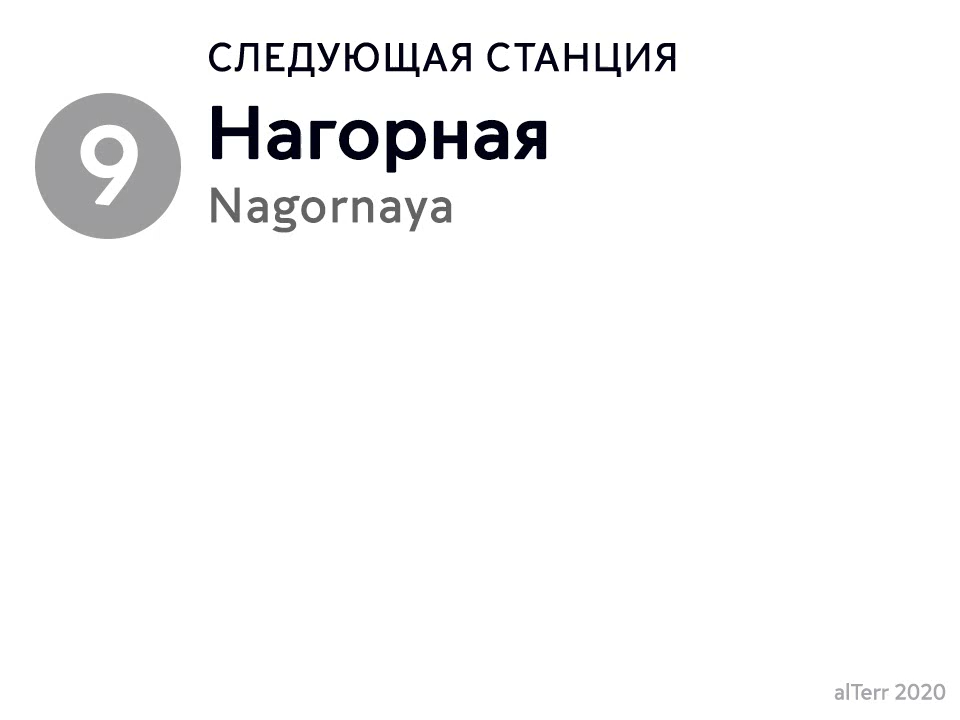 СЛЕДУЮЩАЯ СТАНЦИЯ
9
Нагорная
Nagornaya
alTerr 2020